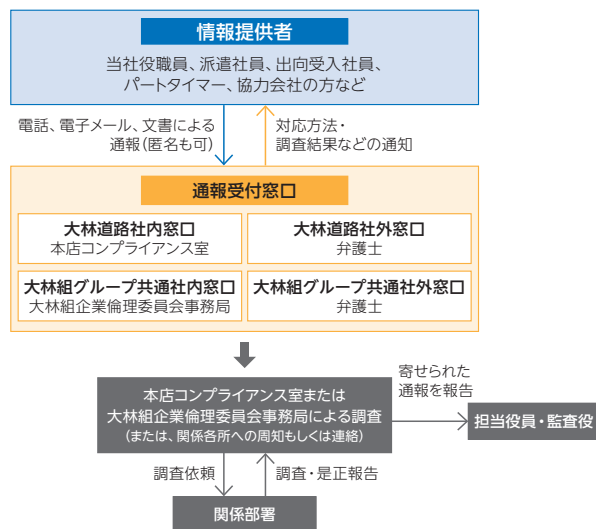 情報提供者
当社役職員、派遣社員、出向受入社員、
パートタイマー、協力会社の方など
電話、電子メール、文書による
通報（匿名も可）
対応方法・
調査結果などの通知
通報受付窓口
大林道路社内窓口
本店コンプライアンス室
大林道路社外窓口
弁護士
大林組グループ共通社内窓口
大林組企業倫理委員会事務局
大林組グループ共通社外窓口
弁護士
寄せられた
通報を報告
本店コンプライアンス室または
大林組企業倫理委員会事務局による調査
（または、関係各所への周知もしくは連絡）
担当役員・監査役
調査依頼
調査・是正報告
関係部署